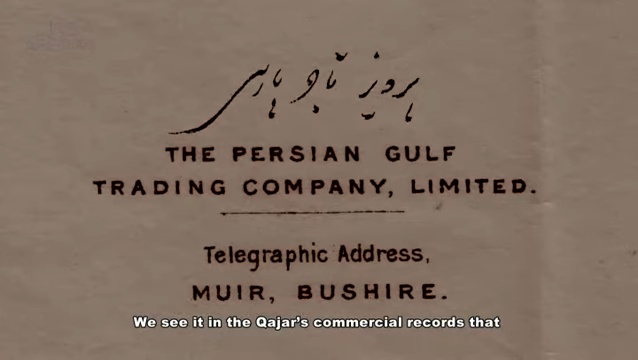 THE PERSIAN GULF
TRADING COMPANY, LIMITED.
Telegraphic Address,
MUIR, BUSHIRE.
We see it in the Qajar's commercial records that